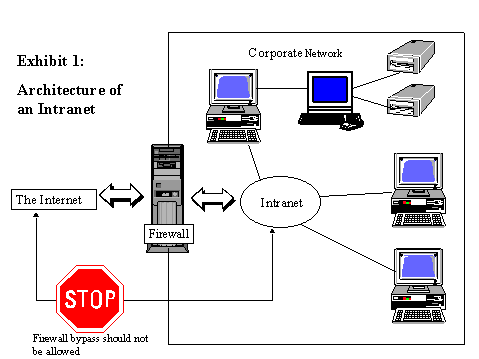 Exhibit 1:
Architecture of
an Intranet
Corporate Network
The Internet
Firewall
Intranet
STOP
Firewall bypass should not
be allowed